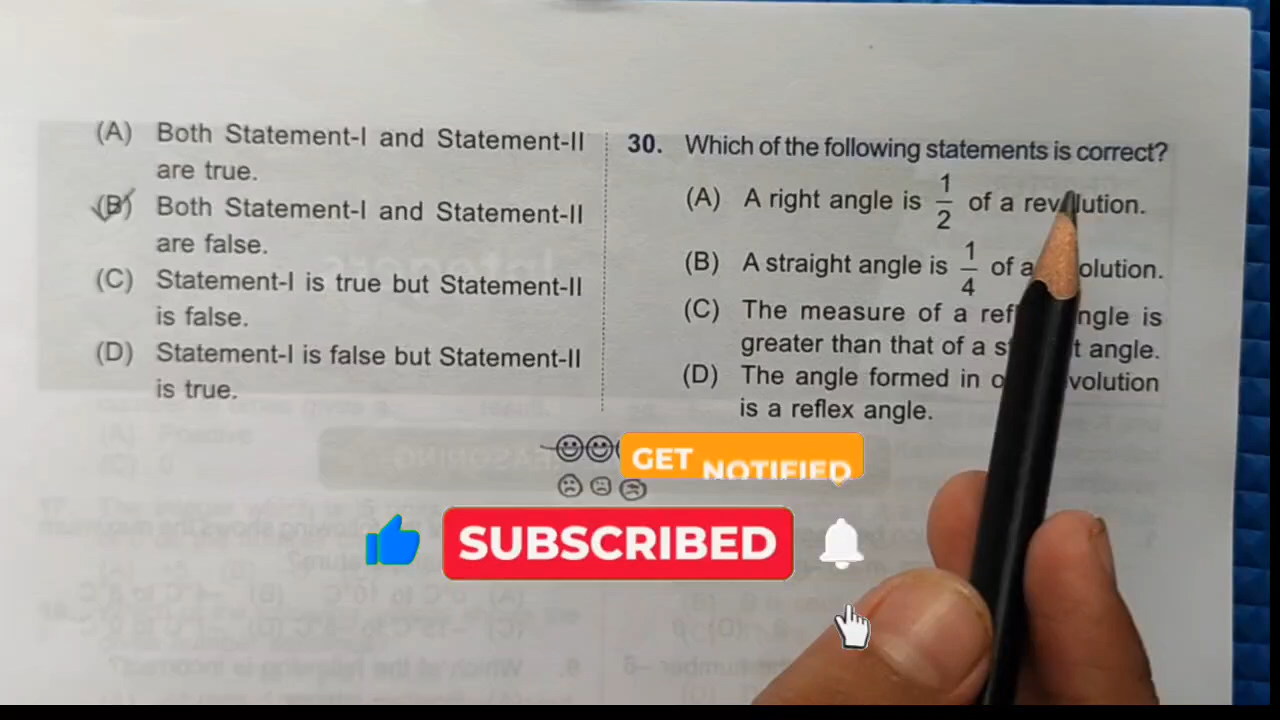 (A) Both Statement-I and Statement-II
are true.
(B) Both Statement-I and Statement-II
are false.
(C) Statement-I is true but Statement-II
is false.
(D) Statement-I is false but Statement-II
is true.
30. Which of the following statements is correct?
(A) A right angle is 1/2 of a revolution.
(B) A straight angle is 1/4 of a olution.
(C) The measure of a ref ngle is
greater than that of a s t angle.
(D) The angle formed in o volution
is a reflex angle.
GET NOTIFIED
SUBSCRIBED